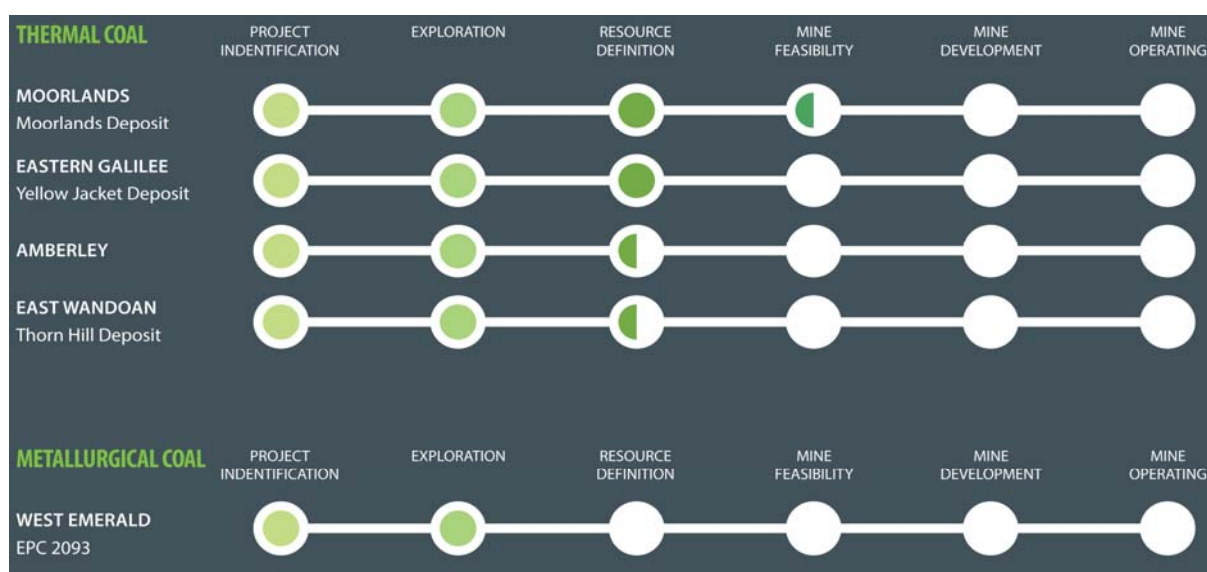 THERMAL COAL
PROJECT
INDENTIFICATION
EXPLORATION
RESOURCE
DEFINITION
MINE
FEASIBILITY
MINE
DEVELOPMENT
MINE
OPERATING
MOORLANDS
Moorlands Deposit
EASTERN GALILEE
Yellow Jacket Deposit
AMBERLEY
EAST WANDOAN
Thorn Hill Deposit
METALLURGICAL COAL
PROJECT
INDENTIFICATION
EXPLORATION
RESOURCE
DEFINITION
MINE
FEASIBILITY
MINE
DEVELOPMENT
MINE
OPERATING
WEST EMERALD
EPC 2093